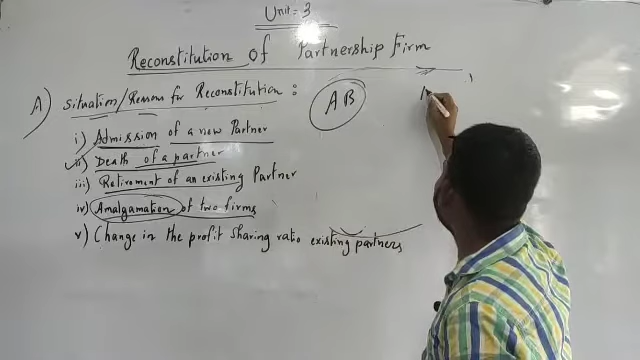 Unit = 3
Reconstitution of Partnership Firm
A) Situation/Reasons for Reconstitution :
A B
i) Admission of a new Partner
ii) Death of a partner
iii) Retirement of an existing Partner
iv) Amalgamation of two firms
v) Change in the profit sharing ratio existing partners